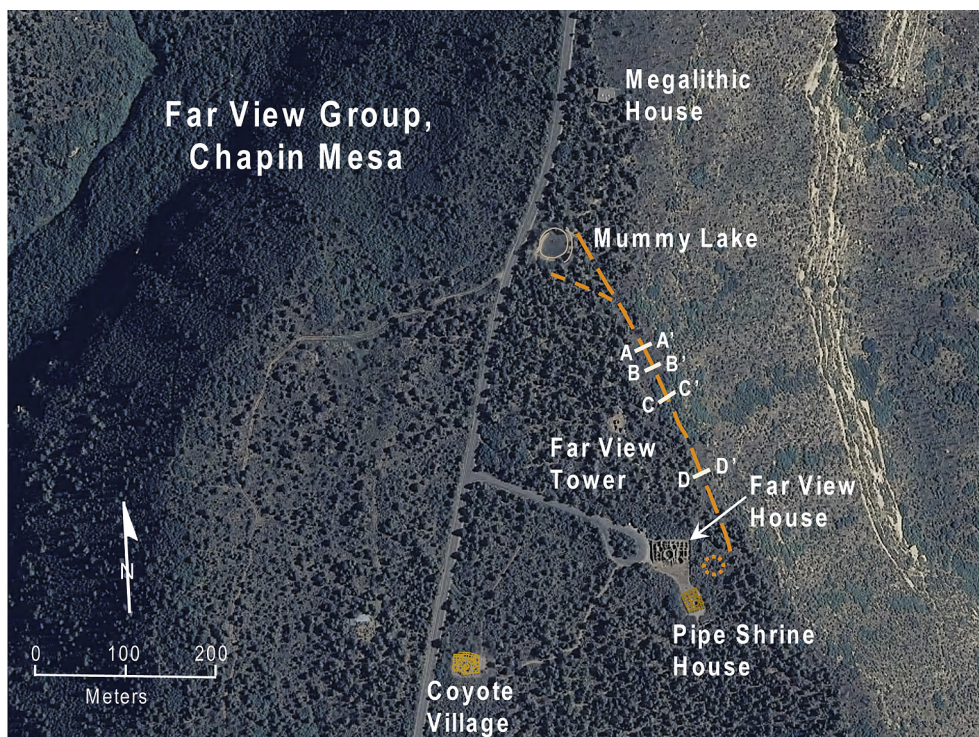 Megalithic
House
Far View Group,
Chapin Mesa
Mummy Lake
A A'
B B'
C C'
Far View
Tower
D D'
Far View
House
N
0 100 200
Meters
Pipe Shrine
House
Coyote
Village